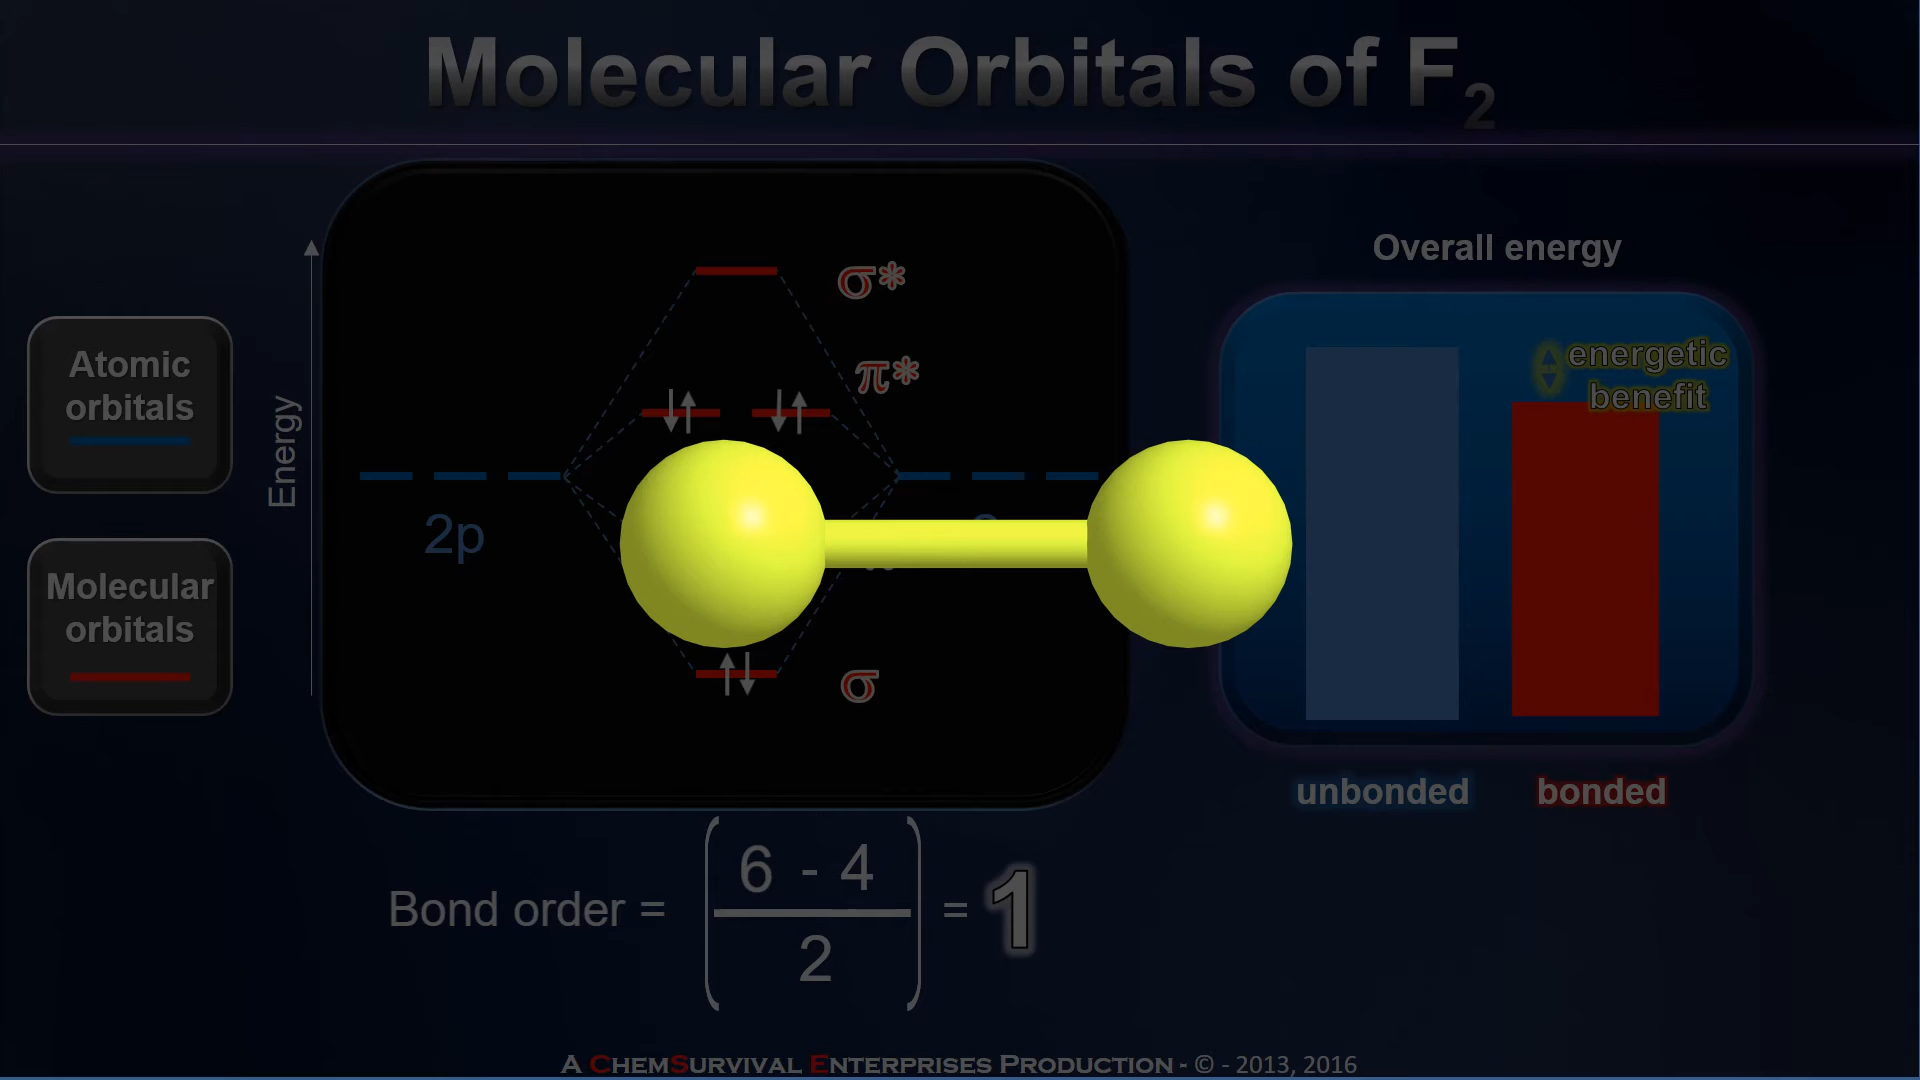 Molecular Orbitals of F₂
Overall energy
σ*
Atomic
orbitals
π*
energetic
benefit
Energy
2p
Molecular
orbitals
σ
unbonded
bonded
Bond order = (6 - 4 / 2) = 1
A ChemSurvival Enterprises Production - © - 2013, 2016